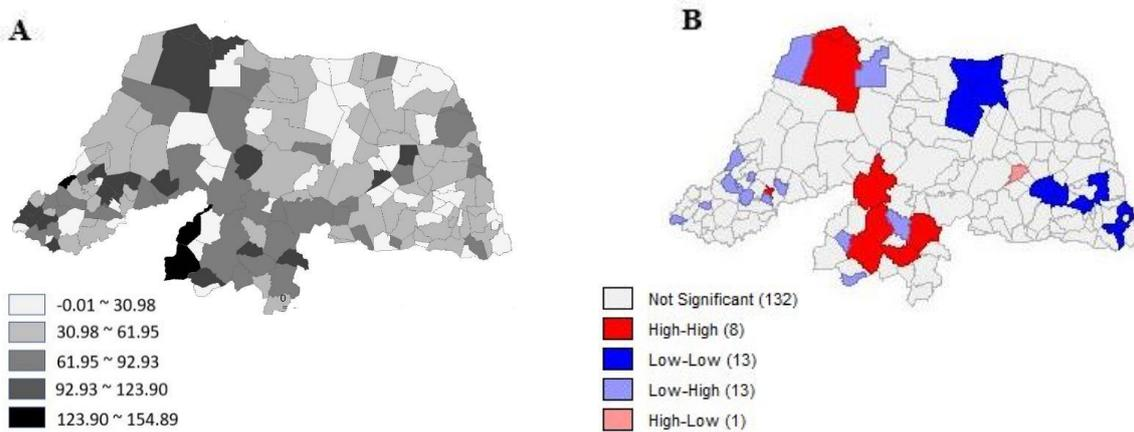 A
0
-0.01 ~ 30.98
30.98 ~ 61.95
61.95 ~ 92.93
92.93 ~ 123.90
123.90 ~ 154.89
B
Not Significant (132)
High-High (8)
Low-Low (13)
Low-High (13)
High-Low (1)